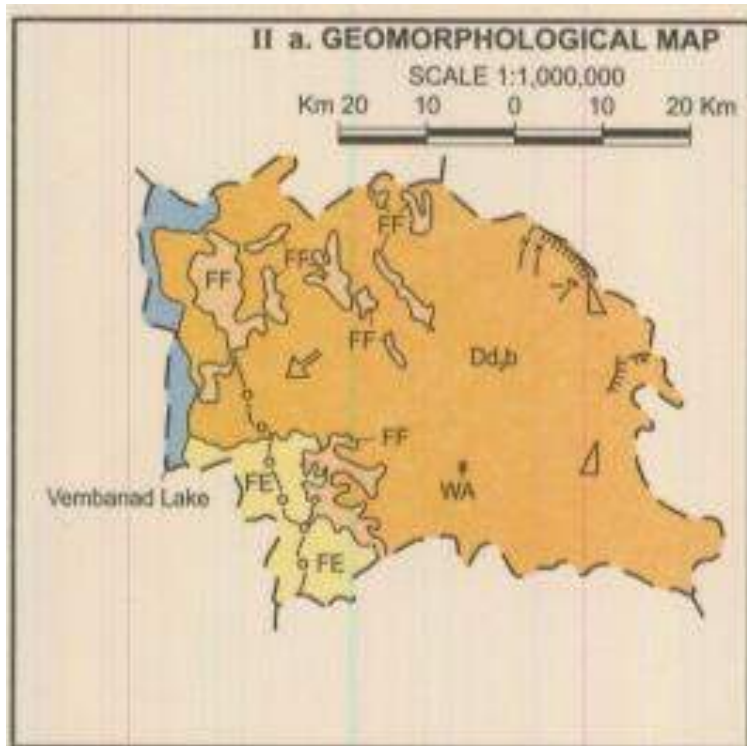 II a. GEOMORPHOLOGICAL MAP
SCALE 1:1,000,000
Km 20 10 0 10 20 Km
FF
FF
FF
FF
Dd₂b
FF
WA
FE
Vembanad Lake
FE